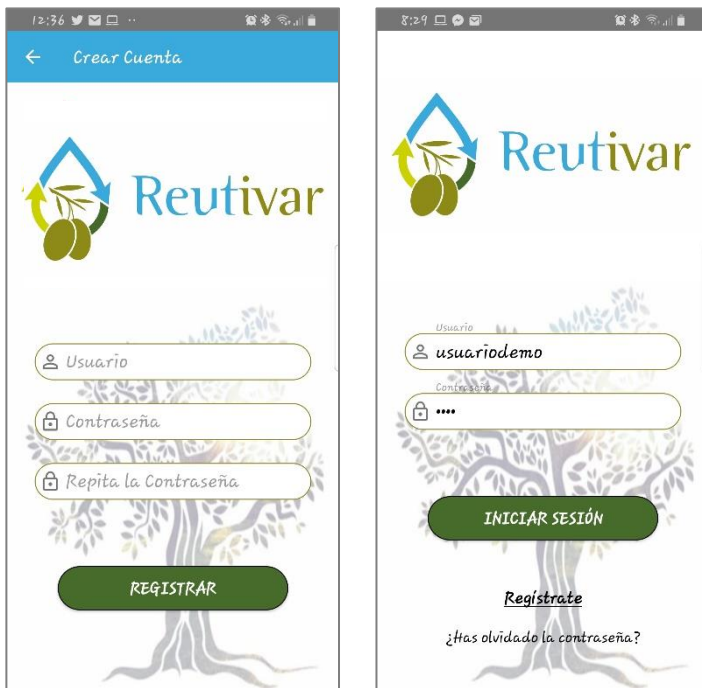 12:36
Crear Cuenta
Reutivar
Usuario
Contraseña
Repita la Contraseña
REGISTRAR
8:29
Reutivar
Usuario
usuariodemo
Contraseña
••••
INICIAR SESIÓN
Regístrate
¿Has olvidado la contraseña?